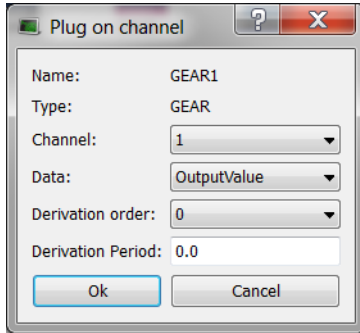 Plug on channel
Name: GEAR1
Type: GEAR
Channel: 1
Data: OutputValue
Derivation order: 0
Derivation Period: 0.0
Ok Cancel